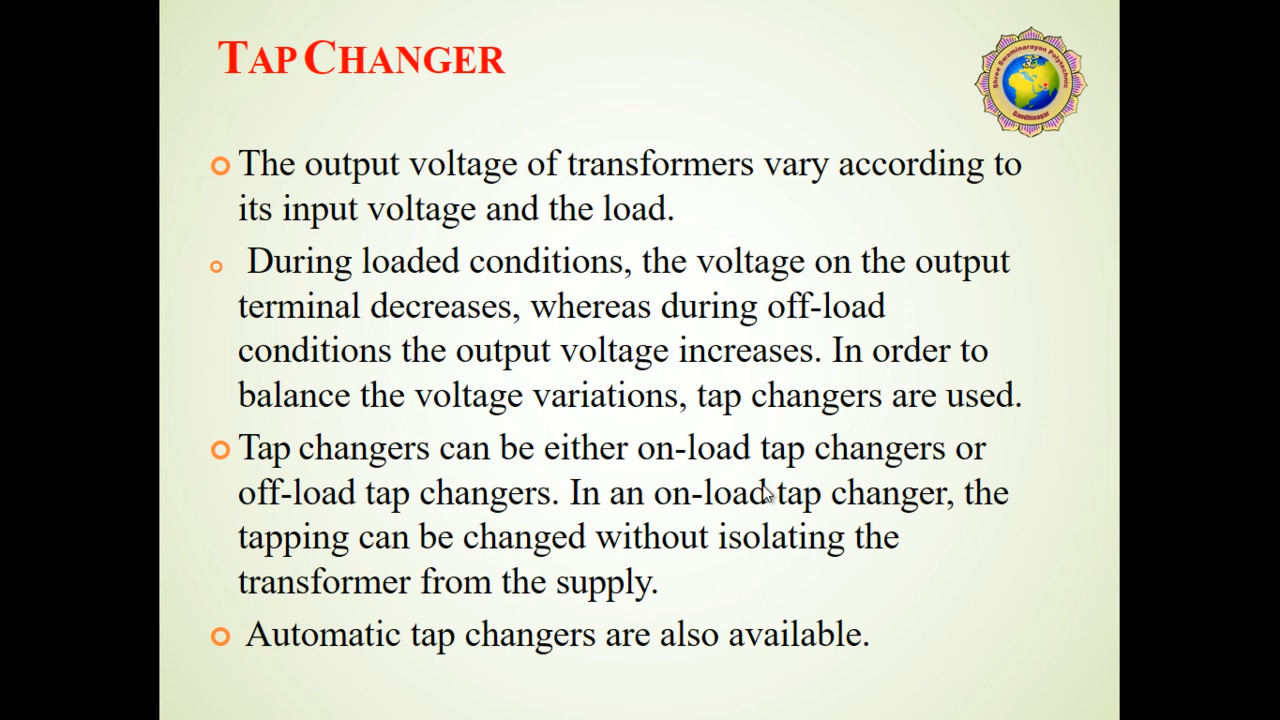 TAP CHANGER
Shree Swaminarayan Polytechnic
Gandhinagar
The output voltage of transformers vary according to
its input voltage and the load.
During loaded conditions, the voltage on the output
terminal decreases, whereas during off-load
conditions the output voltage increases. In order to
balance the voltage variations, tap changers are used.
Tap changers can be either on-load tap changers or
off-load tap changers. In an on-load tap changer, the
tapping can be changed without isolating the
transformer from the supply.
Automatic tap changers are also available.